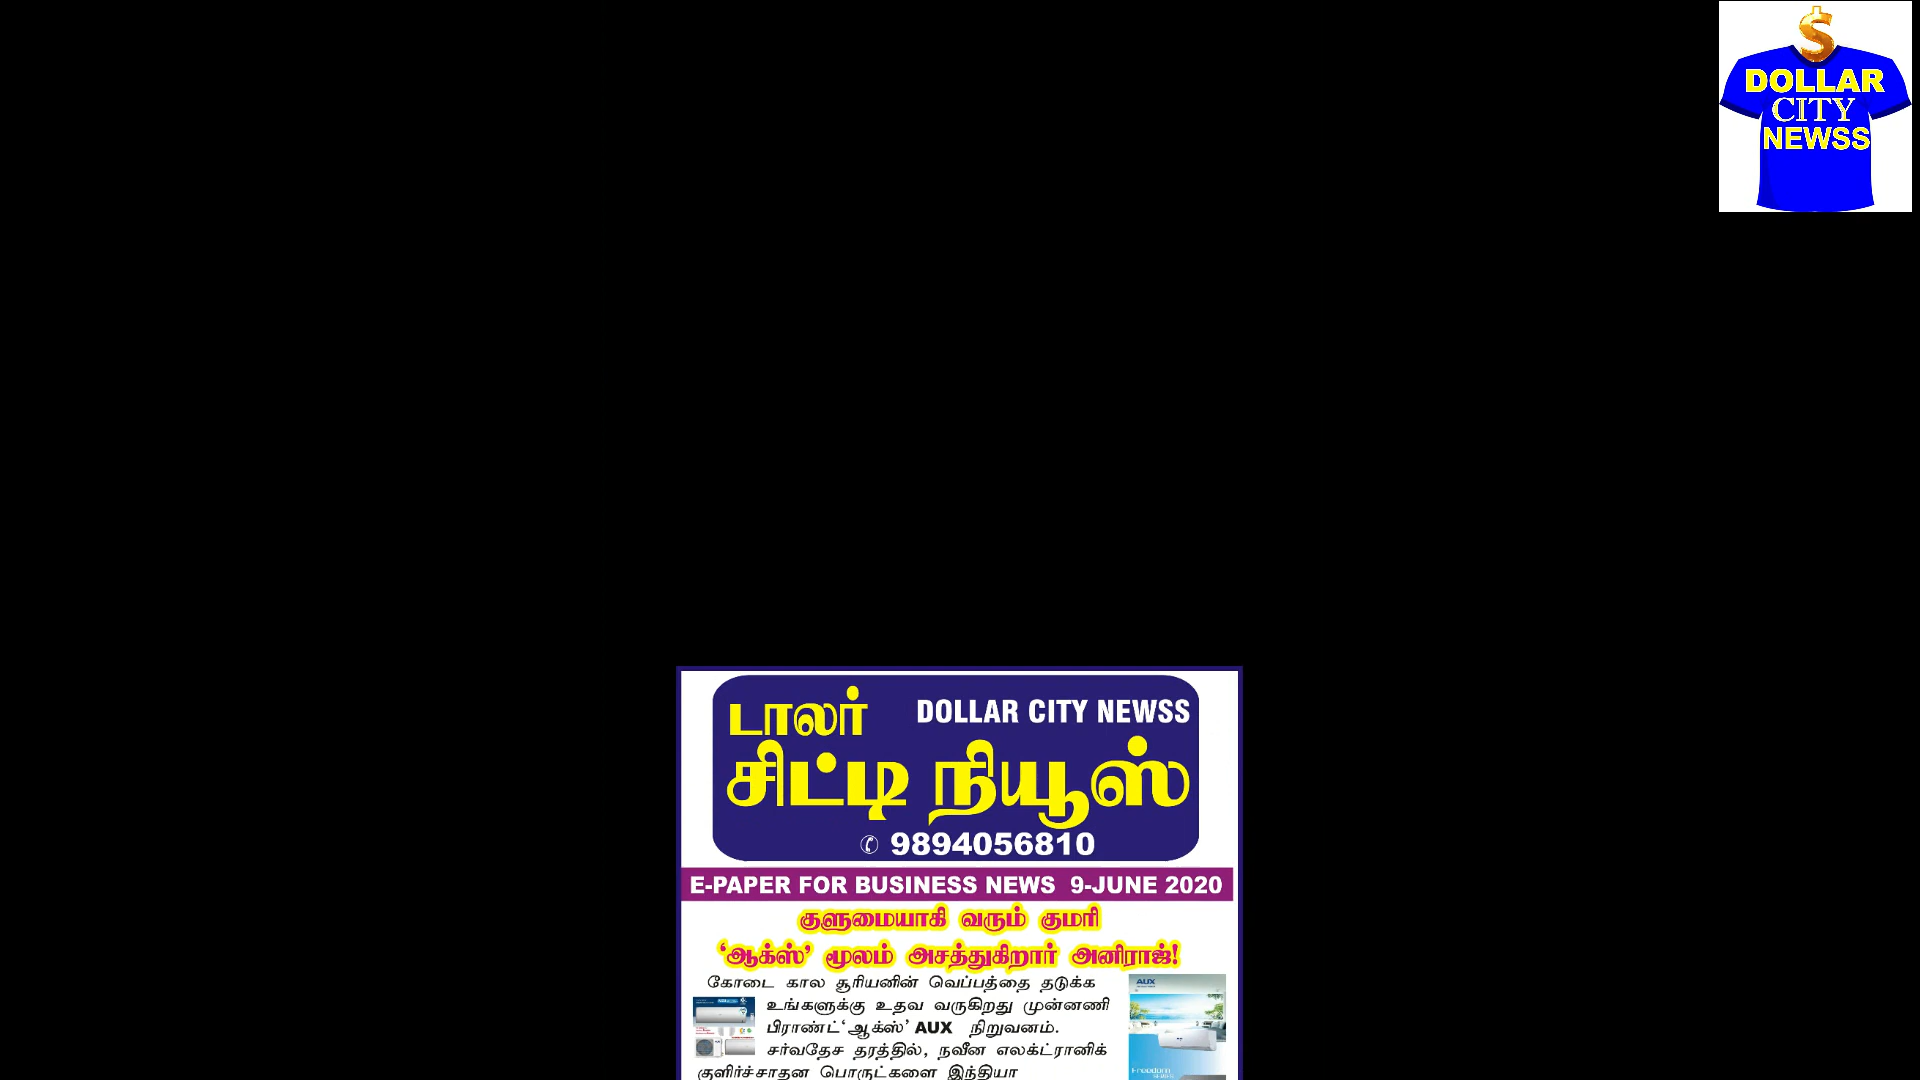 $
DOLLAR
CITY
NEWSS
டாலர்
DOLLAR CITY NEWSS
சிட்டி நியூஸ்
✆ 9894056810
E-PAPER FOR BUSINESS NEWS 9-JUNE 2020
குளுமையாகி வரும் குமரி
‘ஆக்ஸ்’ மூலம் அசத்துகிறார் அனிராஜ்!
கோடை கால சூரியனின் வெப்பத்தை தடுக்க
உங்களுக்கு உதவ வருகிறது முன்னணி
பிராண்ட் ‘ஆக்ஸ்’ AUX நிறுவனம்.
சர்வதேச தரத்தில், நவீன எலக்ட்ரானிக்
குளிர்ச்சாதன பொருட்களை இந்தியா
AUX
Freedom